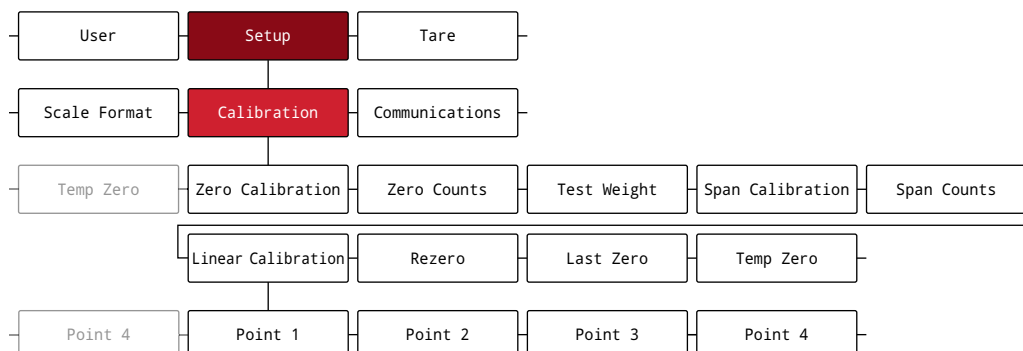 User Setup Tare
Scale Format Calibration Communications
Temp Zero Zero Calibration Zero Counts Test Weight Span Calibration Span Counts
Linear Calibration Rezero Last Zero Temp Zero
Point 4 Point 1 Point 2 Point 3 Point 4